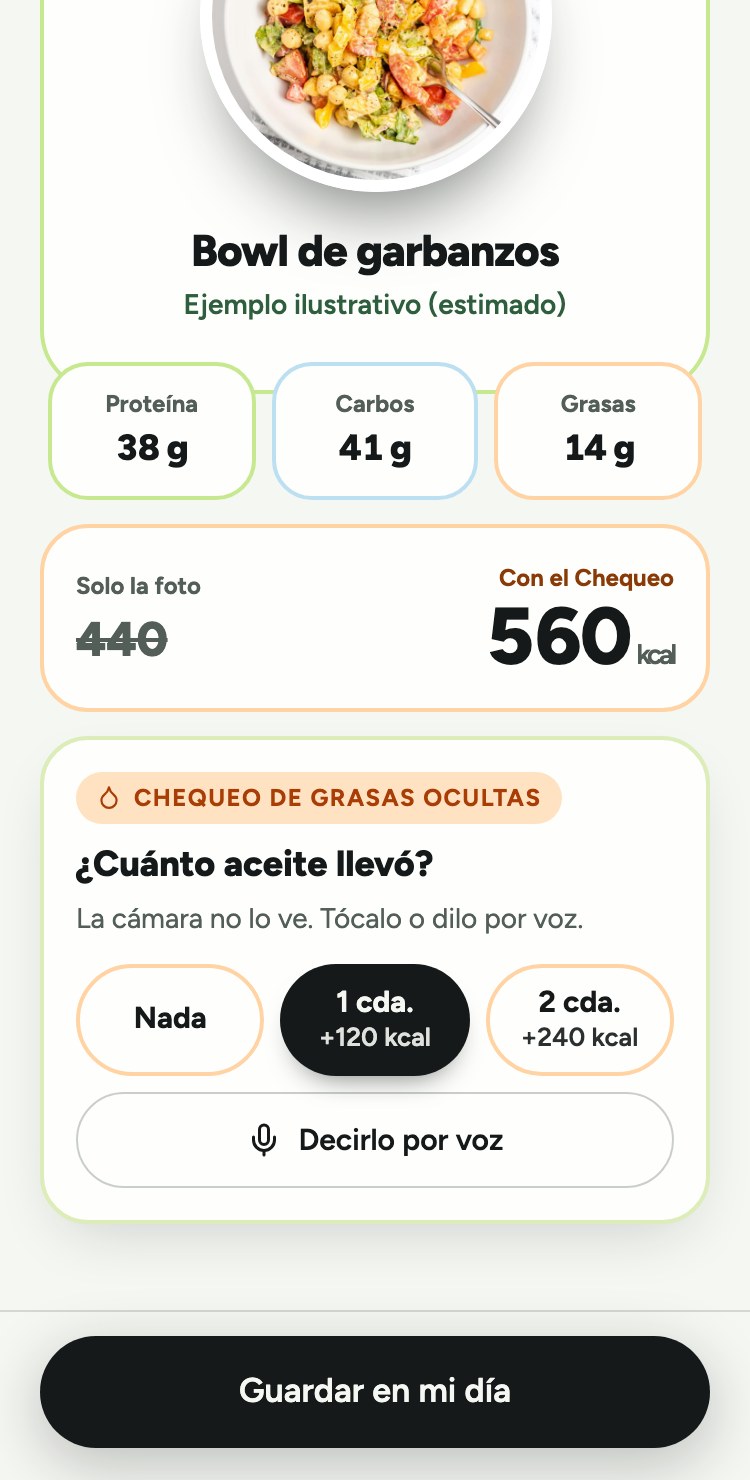 Bowl de garbanzos
Ejemplo ilustrativo (estimado)
Proteína
38 g
Carbos
41 g
Grasas
14 g
Solo la foto
440
Con el Chequeo
560 kcal
CHEQUEO DE GRASAS OCULTAS
¿Cuánto aceite llevó?
La cámara no lo ve. Tócalo o dilo por voz.
Nada
1 cda.
+120 kcal
2 cda.
+240 kcal
Decirlo por voz
Guardar en mi día